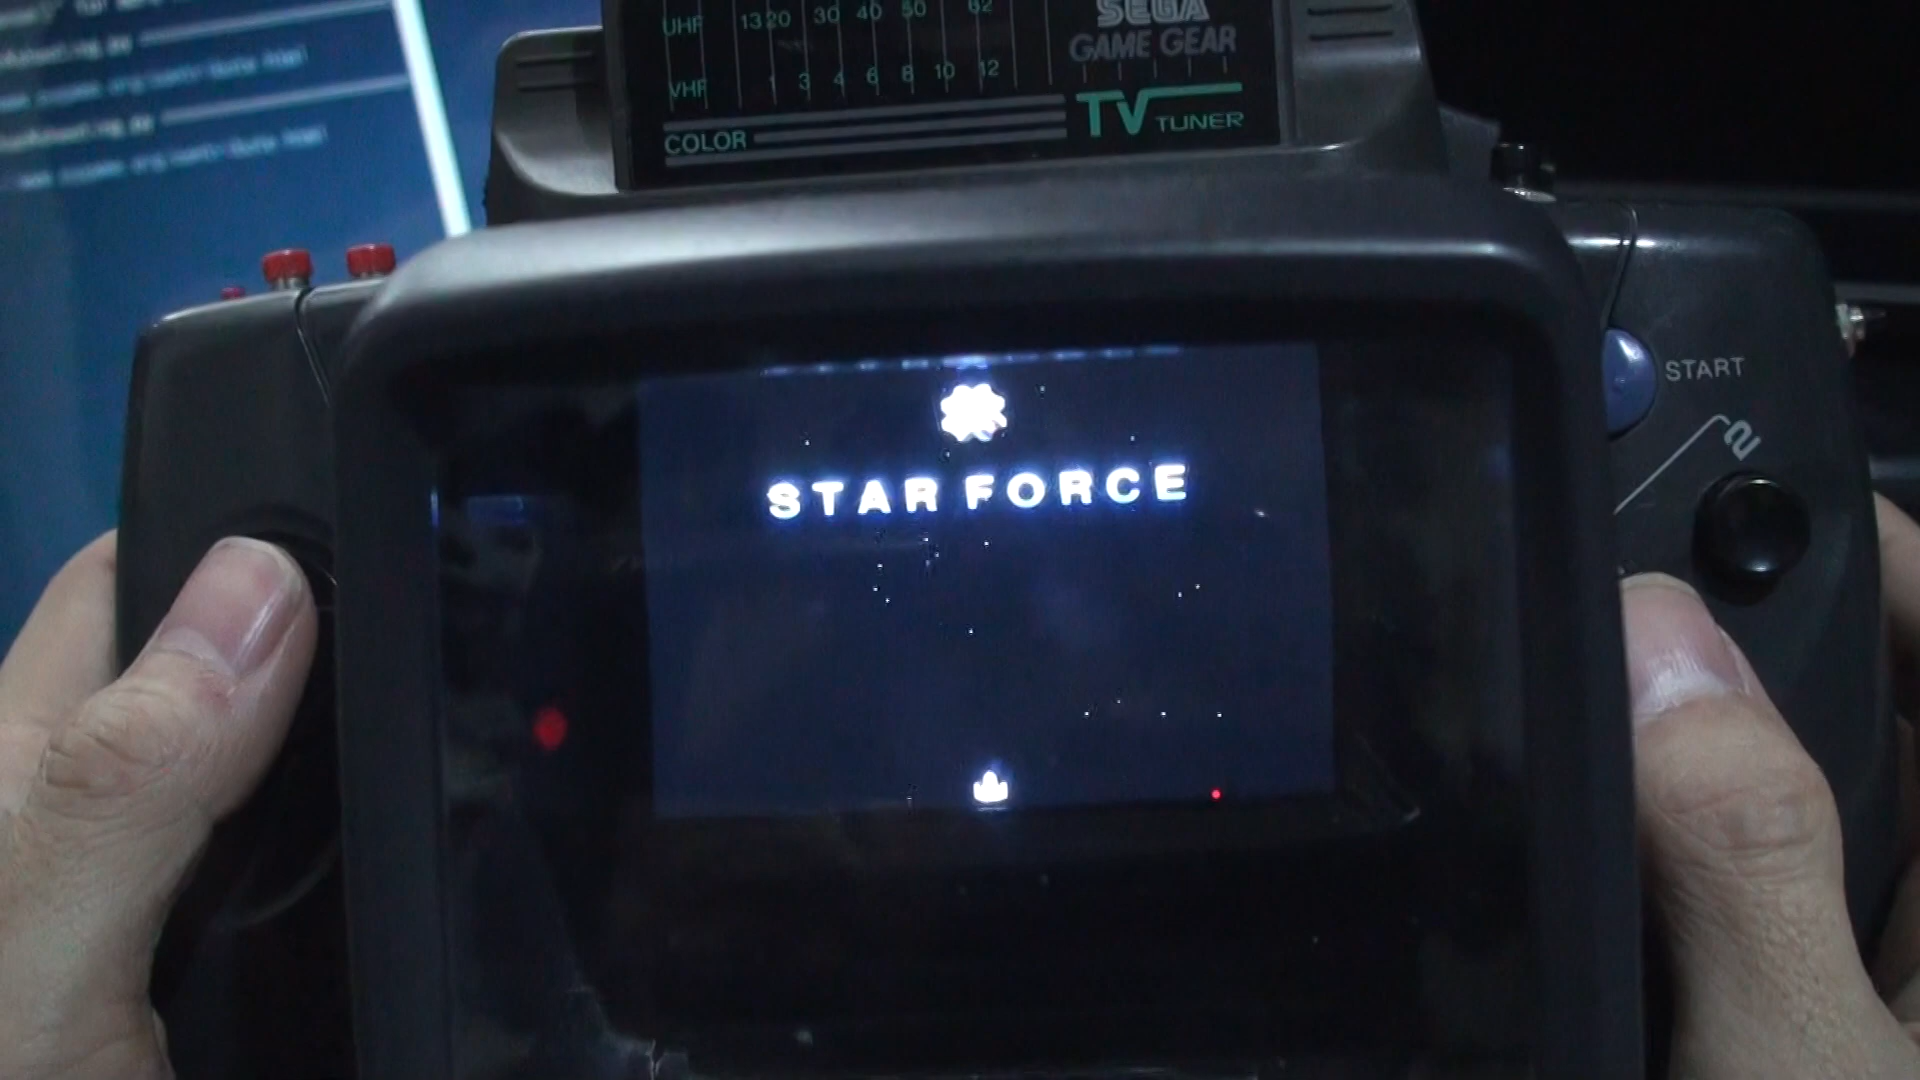 UHF 13 20 30 40 50 62
SEGA
GAME GEAR
VHF 1 3 4 6 8 10 12
TV TUNER
COLOR
START
2
STAR FORCE